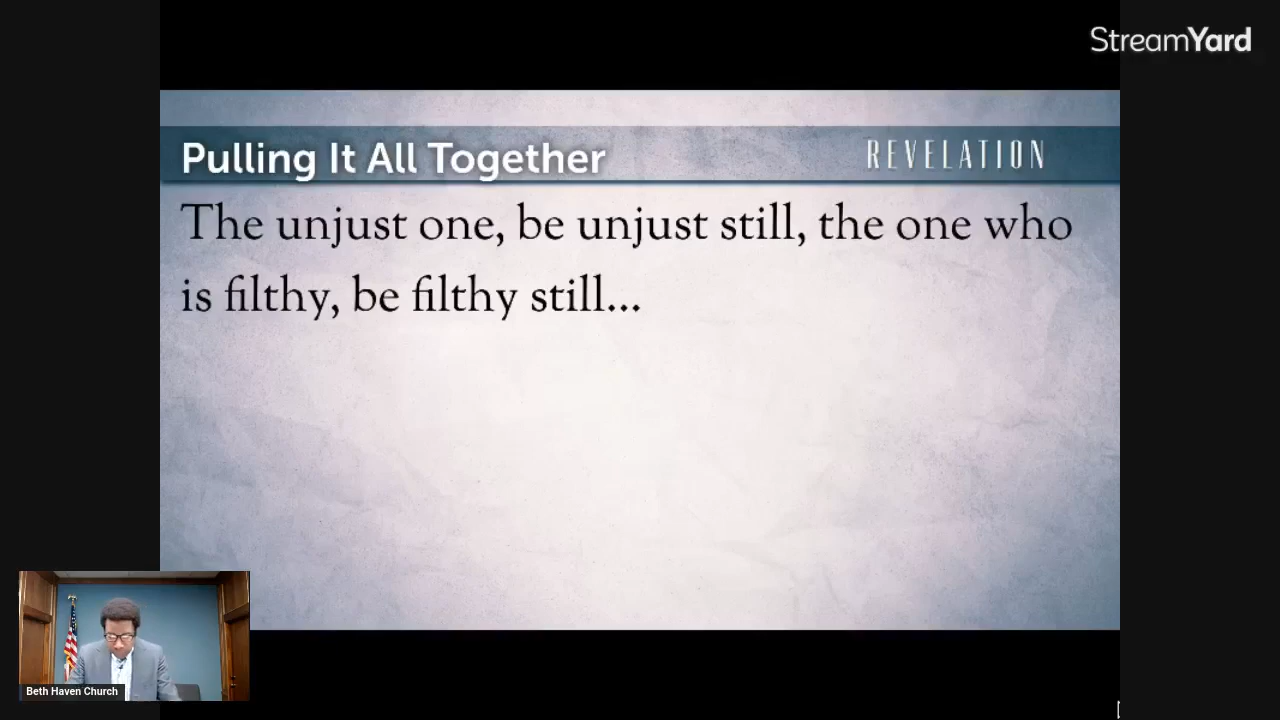 StreamYard
Pulling It All Together
REVELATION
The unjust one, be unjust still, the one who
is filthy, be filthy still...
Beth Haven Church